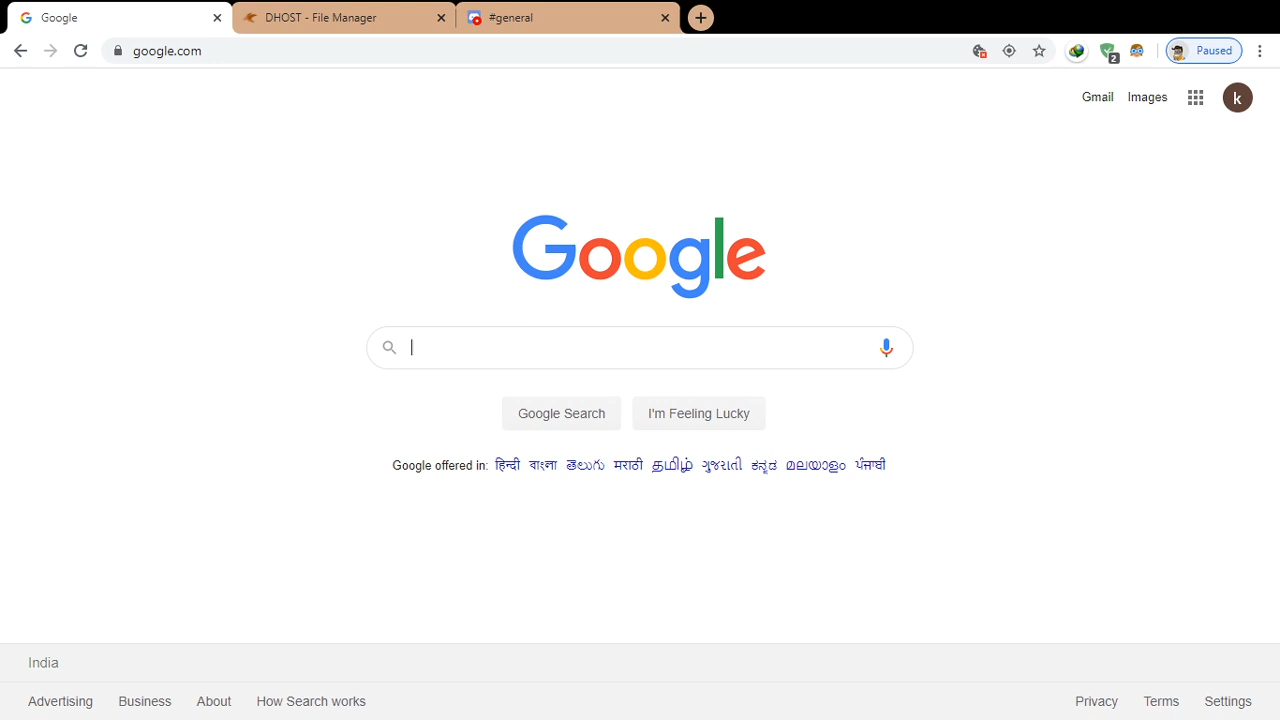 Google
DHOST - File Manager
#general
google.com
2
Paused
Gmail Images
k
Google
Google Search
I'm Feeling Lucky
Google offered in: हिन्दी বাংলা తెలుగు मराठी தமிழ் ગુજરાતી ಕನ್ನಡ മലയാളം ਪੰਜਾਬੀ
India
Advertising Business About How Search works
Privacy Terms Settings